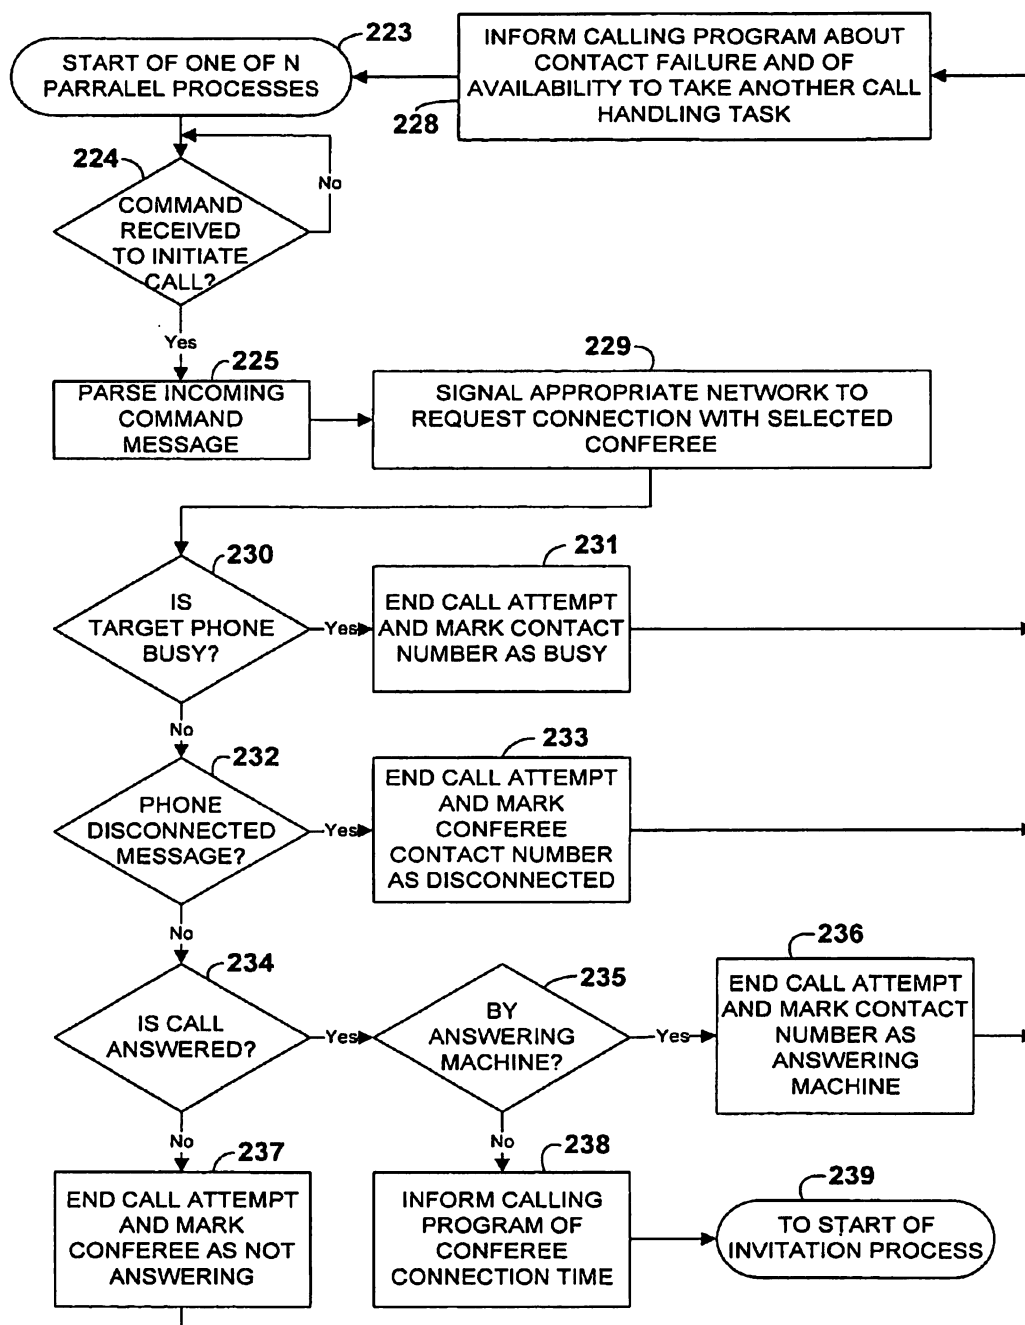 START OF ONE OF N
PARRALEL PROCESSES
223
INFORM CALLING PROGRAM ABOUT
CONTACT FAILURE AND OF
AVAILABILITY TO TAKE ANOTHER CALL
HANDLING TASK
228
224
COMMAND
RECEIVED
TO INITIATE
CALL?
No
Yes
225
PARSE INCOMING
COMMAND
MESSAGE
229
SIGNAL APPROPRIATE NETWORK TO
REQUEST CONNECTION WITH SELECTED
CONFEREE
230
IS
TARGET PHONE
BUSY?
Yes
231
END CALL ATTEMPT
AND MARK CONTACT
NUMBER AS BUSY
No
232
PHONE
DISCONNECTED
MESSAGE?
Yes
233
END CALL ATTEMPT
AND MARK
CONFEREE
CONTACT NUMBER
AS DISCONNECTED
No
234
IS CALL
ANSWERED?
Yes
235
BY
ANSWERING
MACHINE?
Yes
236
END CALL ATTEMPT
AND MARK CONTACT
NUMBER AS
ANSWERING
MACHINE
No
237
END CALL ATTEMPT
AND MARK
CONFEREE AS NOT
ANSWERING
No
238
INFORM CALLING
PROGRAM OF
CONFEREE
CONNECTION TIME
239
TO START OF
INVITATION PROCESS